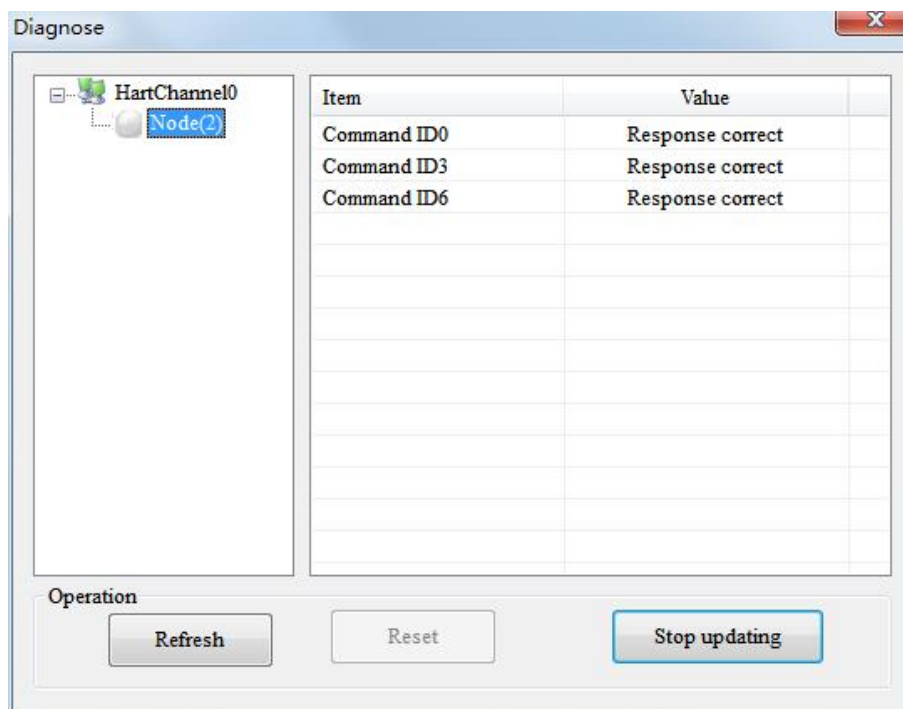 Diagnose
HartChannel0
Node(2)
Item Value
Command ID0 Response correct
Command ID3 Response correct
Command ID6 Response correct
Operation
Refresh Reset Stop updating